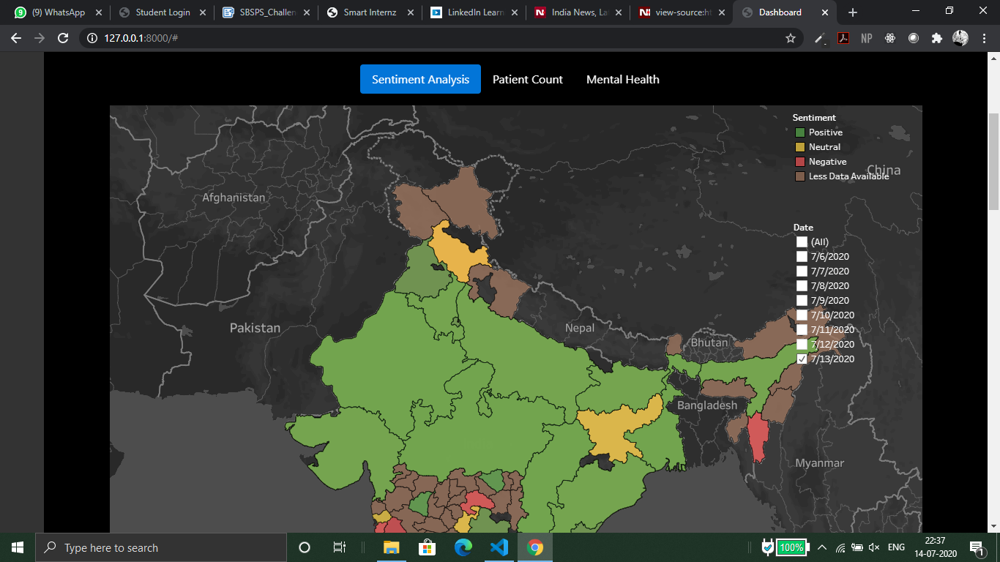 (9) WhatsApp
Student Login
SBSPS_Challen
Smart Internz
LinkedIn Learn
India News, La
view-source:ht
Dashboard
127.0.0.1:8000/#
NP
Sentiment Analysis
Patient Count
Mental Health
Sentiment
Positive
Neutral
Negative
Less Data Available
China
Afghanistan
Date
(All)
7/6/2020
7/7/2020
7/8/2020
7/9/2020
7/10/2020
7/11/2020
7/12/2020
7/13/2020
Pakistan
Nepal
Bhutan
Bangladesh
Myanmar
Type here to search
100%
ENG
22:37
14-07-2020
1